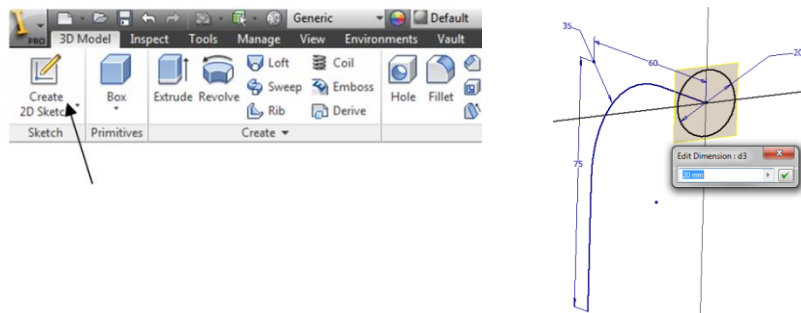 Generic
Default
PRO
3D Model Inspect Tools Manage View Environments Vault
Create
2D Sketch
Box
Extrude Revolve
Loft
Sweep
Rib
Coil
Emboss
Derive
Hole Fillet
Sketch Primitives Create
35
60
20
75
Edit Dimension : d3
20 mm